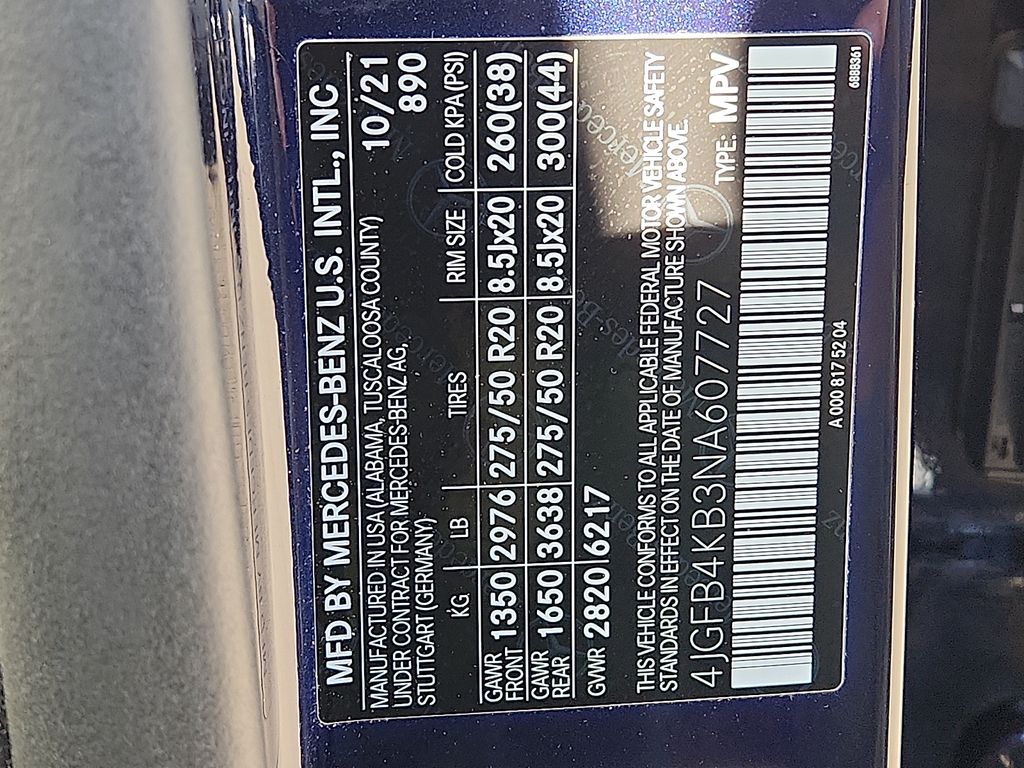 MFD BY MERCEDES-BENZ U.S. INTL., INC
MANUFACTURED IN USA (ALABAMA, TUSCALOOSA COUNTY) 10/21
UNDER CONTRACT FOR MERCEDES-BENZ AG, 890
STUTTGART (GERMANY)
KG LB TIRES RIM SIZE COLD KPA (PSI)
GAWR FRONT 1350 2976 275/50 R20 8.5Jx20 260(38)
GAWR REAR 1650 3638 275/50 R20 8.5Jx20 300(44)
GVWR 2820 6217
THIS VEHICLE CONFORMS TO ALL APPLICABLE FEDERAL MOTOR VEHICLE SAFETY
STANDARDS IN EFFECT ON THE DATE OF MANUFACTURE SHOWN ABOVE.
4JGFB4KB3NA607727 TYPE: MPV
A 000 817 52 04 6888361